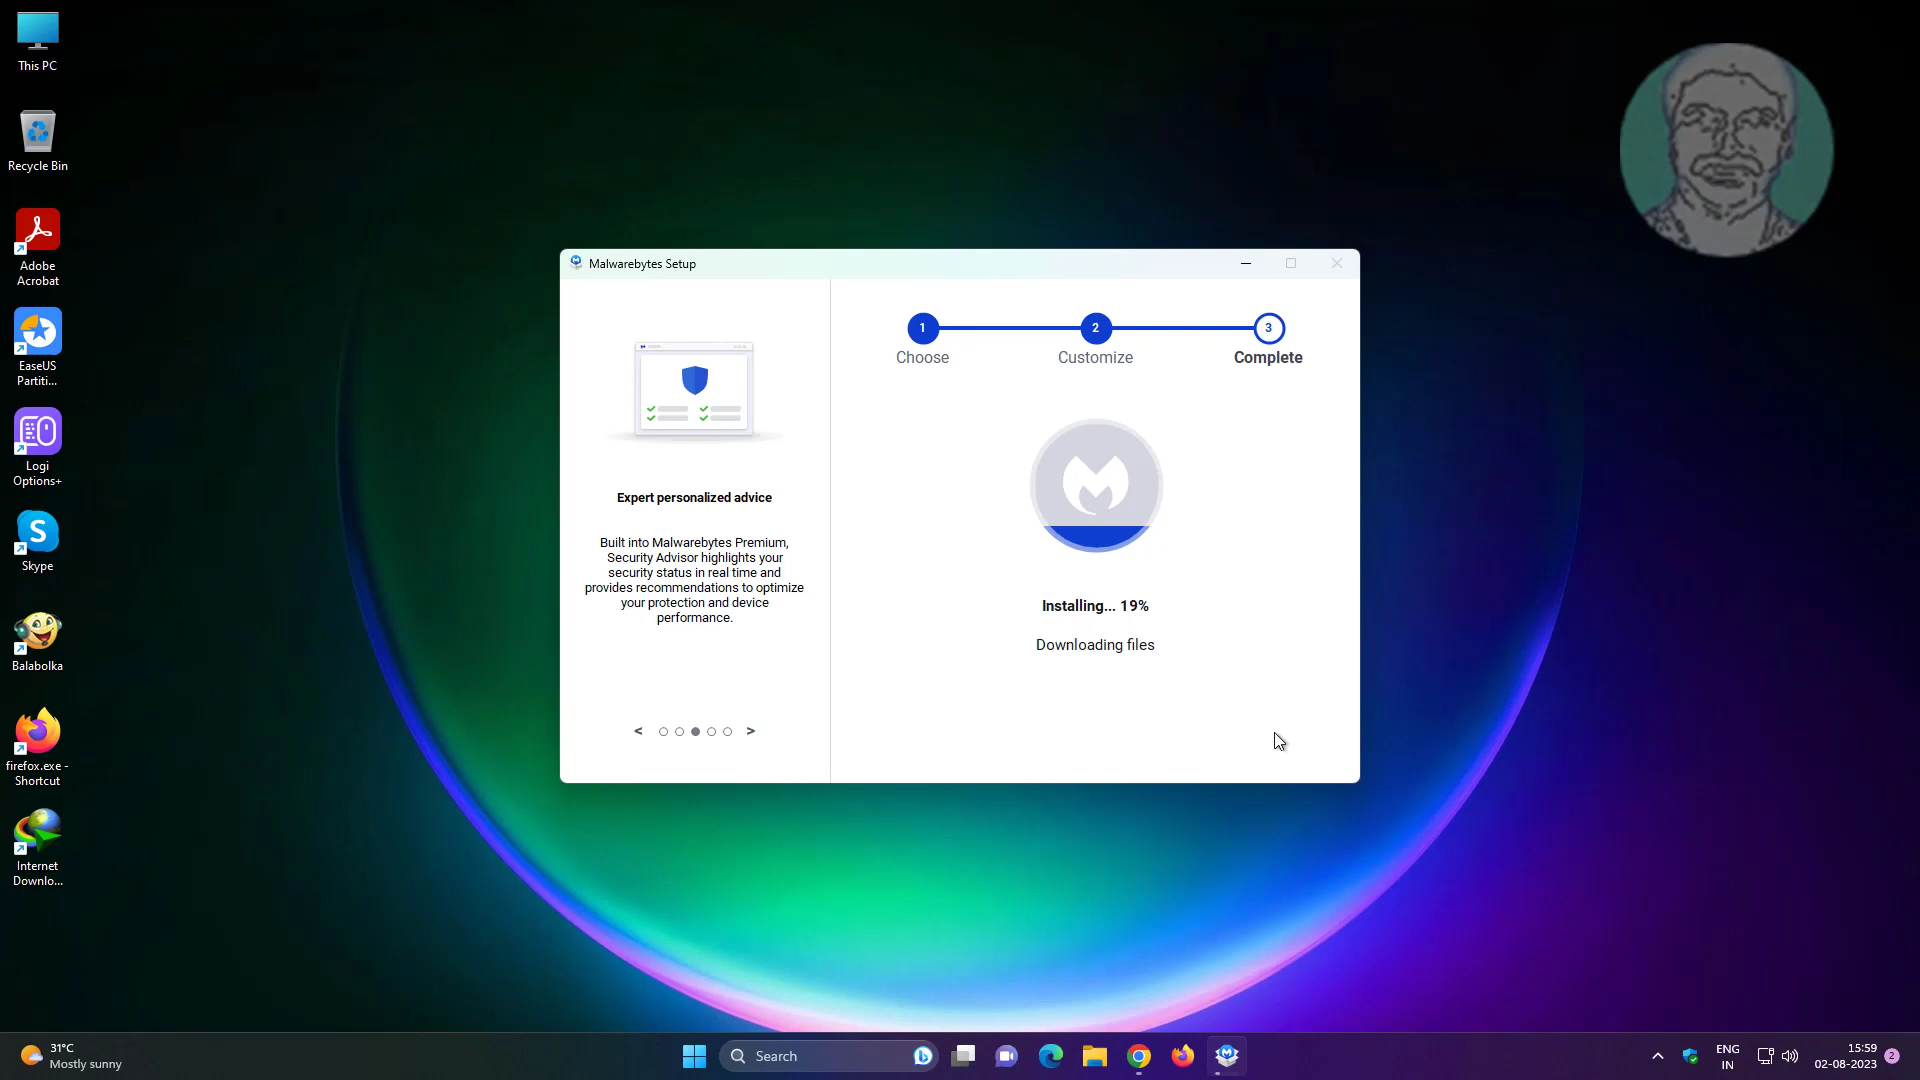 This PC
Recycle Bin
Adobe
Acrobat
EaseUS
Partiti...
Logi
Options+
Skype
Balabolka
firefox.exe -
Shortcut
Internet
Downlo...
Malwarebytes Setup
Expert personalized advice
Built into Malwarebytes Premium,
Security Advisor highlights your
security status in real time and
provides recommendations to optimize
your protection and device
performance.
< >
1 2 3
Choose Customize Complete
Installing... 19%
Downloading files
31°C
Mostly sunny
Search
ENG
IN
15:59
02-08-2023
2